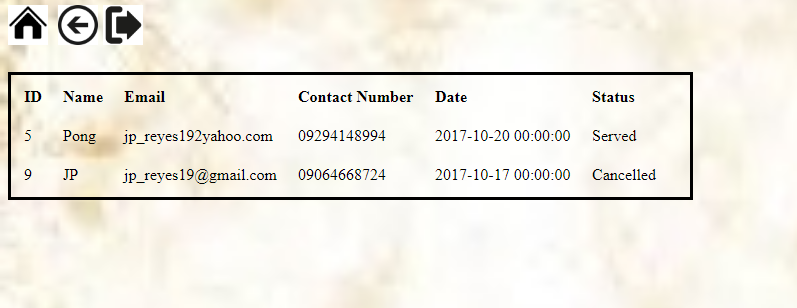 ID Name Email Contact Number Date Status
5 Pong jp_reyes192yahoo.com 09294148994 2017-10-20 00:00:00 Served
9 JP jp_reyes19@gmail.com 09064668724 2017-10-17 00:00:00 Cancelled